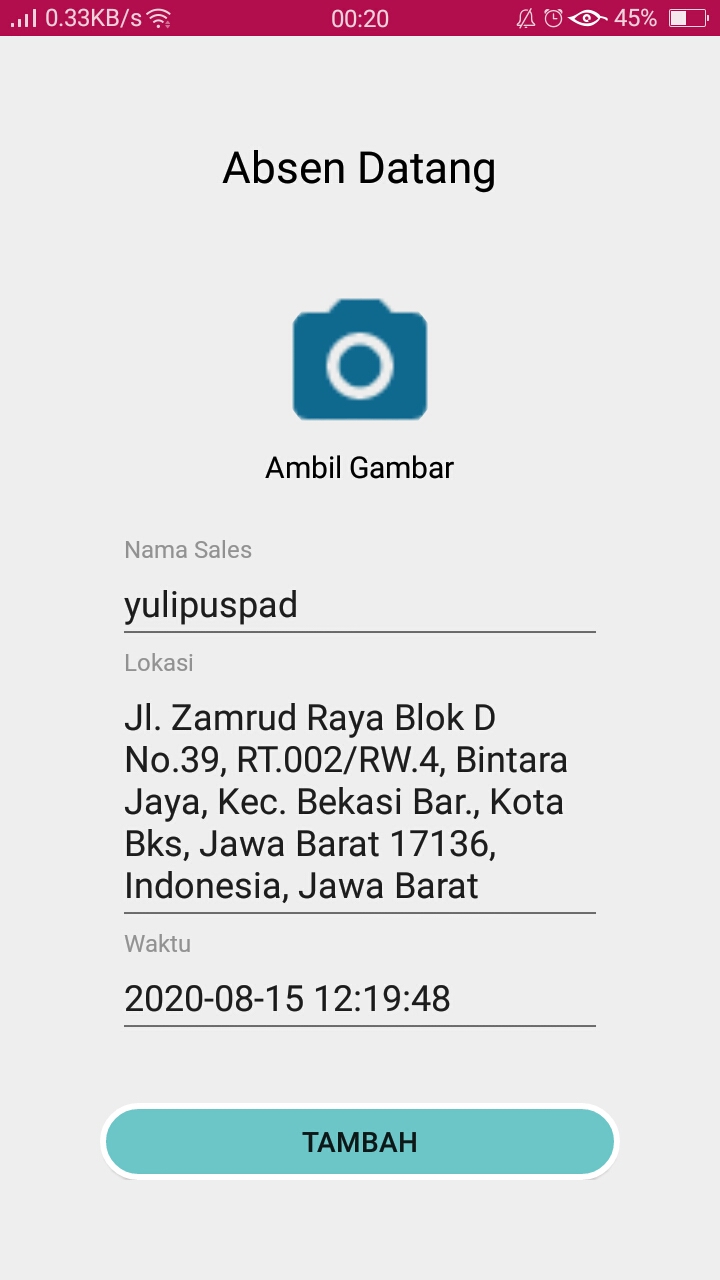 0.33KB/s 00:20 45%
Absen Datang
Ambil Gambar
Nama Sales
yulipuspad
Lokasi
Jl. Zamrud Raya Blok D
No.39, RT.002/RW.4, Bintara
Jaya, Kec. Bekasi Bar., Kota
Bks, Jawa Barat 17136,
Indonesia, Jawa Barat
Waktu
2020-08-15 12:19:48
TAMBAH